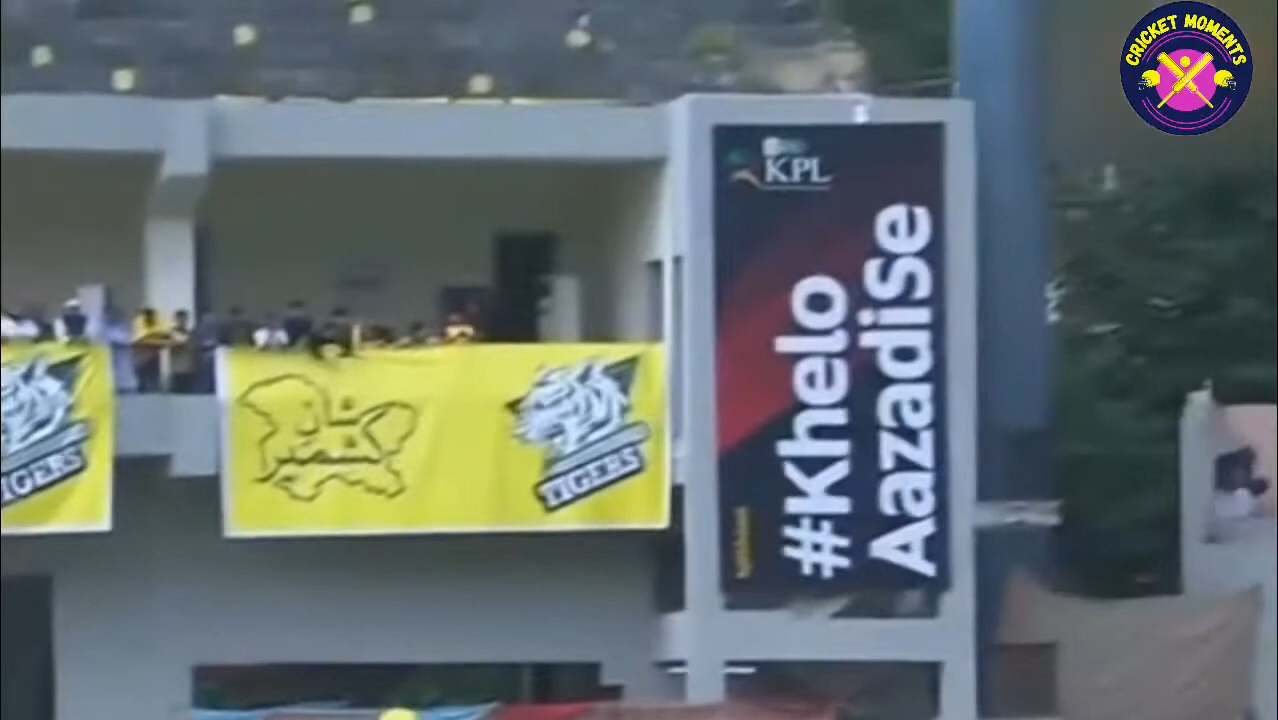 CRICKET MOMENTS
KPL
#Khelo
AazadiSe
TIGERS
TIGERS